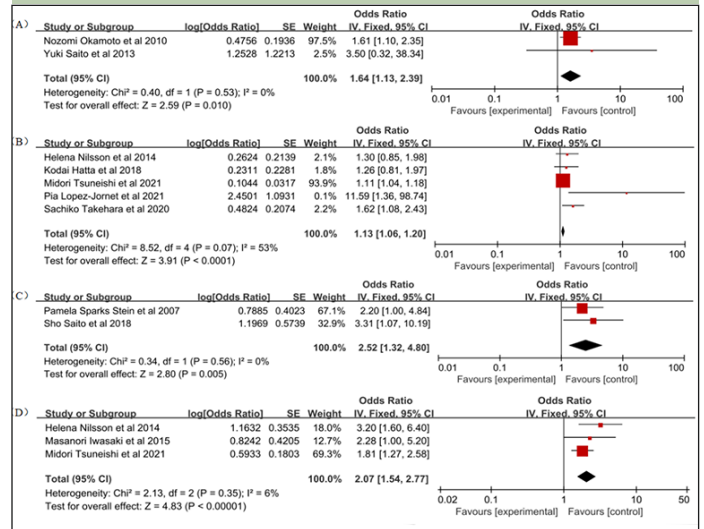 (A)
Odds Ratio Odds Ratio
Study or Subgroup log[Odds Ratio] SE Weight IV, Fixed, 95% CI IV, Fixed, 95% CI
Nozomi Okamoto et al 2010 0.4756 0.1936 97.5% 1.61 [1.10, 2.35]
Yuki Saito et al 2013 1.2528 1.2213 2.5% 3.50 [0.32, 38.34]
Total (95% CI) 100.0% 1.64 [1.13, 2.39]
Heterogeneity: Chi² = 0.40, df = 1 (P = 0.53); I² = 0%
Test for overall effect: Z = 2.59 (P = 0.010)
0.01 0.1 1 10 100
Favours [experimental] Favours [control]
(B)
Odds Ratio Odds Ratio
Study or Subgroup log[Odds Ratio] SE Weight IV, Fixed, 95% CI IV, Fixed, 95% CI
Helena Nilsson et al 2014 0.2624 0.2139 2.1% 1.30 [0.85, 1.98]
Kodai Hatta et al 2018 0.2311 0.2281 1.8% 1.26 [0.81, 1.97]
Midori Tsuneishi et al 2021 0.1044 0.0317 93.9% 1.11 [1.04, 1.18]
Pia Lopez-Jornet et al 2021 2.4501 1.0931 0.1% 11.59 [1.36, 98.74]
Sachiko Takehara et al 2020 0.4824 0.2074 2.2% 1.62 [1.08, 2.43]
Total (95% CI) 100.0% 1.13 [1.06, 1.20]
Heterogeneity: Chi² = 8.52, df = 4 (P = 0.07); I² = 53%
Test for overall effect: Z = 3.91 (P < 0.0001)
0.01 0.1 1 10 100
Favours [experimental] Favours [control]
(C)
Odds Ratio Odds Ratio
Study or Subgroup log[Odds Ratio] SE Weight IV, Fixed, 95% CI IV, Fixed, 95% CI
Pamela Sparks Stein et al 2007 0.7885 0.4023 67.1% 2.20 [1.00, 4.84]
Sho Saito et al 2018 1.1969 0.5739 32.9% 3.31 [1.07, 10.19]
Total (95% CI) 100.0% 2.52 [1.32, 4.80]
Heterogeneity: Chi² = 0.34, df = 1 (P = 0.56); I² = 0%
Test for overall effect: Z = 2.80 (P = 0.005)
0.01 0.1 1 10 100
Favours [experimental] Favours [control]
(D)
Odds Ratio Odds Ratio
Study or Subgroup log[Odds Ratio] SE Weight IV, Fixed, 95% CI IV, Fixed, 95% CI
Helena Nilsson et al 2014 1.1632 0.3535 18.0% 3.20 [1.60, 6.40]
Masanori Iwasaki et al 2015 0.8242 0.4205 12.7% 2.28 [1.00, 5.20]
Midori Tsuneishi et al 2021 0.5933 0.1803 69.3% 1.81 [1.27, 2.58]
Total (95% CI) 100.0% 2.07 [1.54, 2.77]
Heterogeneity: Chi² = 2.13, df = 2 (P = 0.35); I² = 6%
Test for overall effect: Z = 4.83 (P < 0.00001)
0.02 0.1 1 10 50
Favours [experimental] Favours [control]